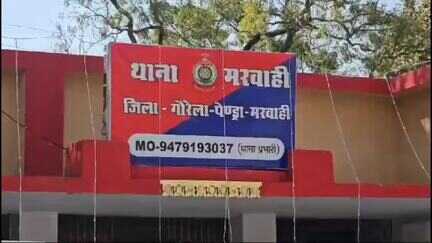 थाना मरवाही
जिला - गौरेला-पेण्ड्रा-मरवाही
MO-9479193037 (थाना प्रभारी)